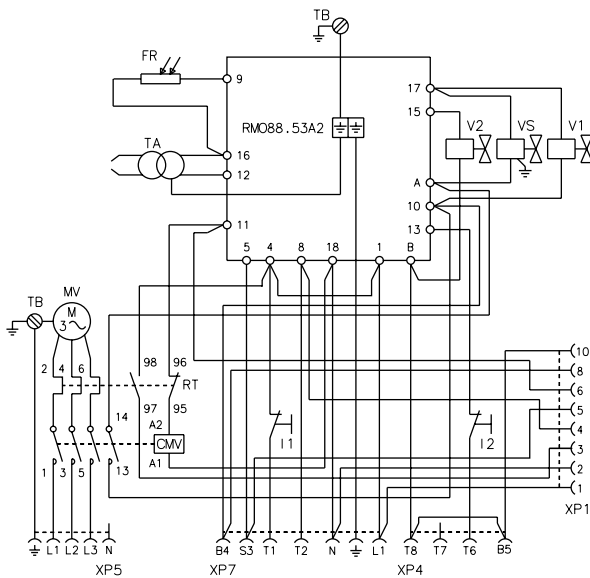 TB
FR
9
17
15
RMO88.53A2
V2
VS
V1
TA
16
12
A
10
11
13
5
4
8
18
1
B
TB
MV
M
3
2
4
6
98
96
RT
10
8
6
5
4
3
2
1
XP1
14
97
95
A2
CMV
A1
I1
I2
1
3
5
13
L1
L2
L3
N
B4
S3
T1
T2
N
L1
T8
T7
T6
B5
XP5
XP7
XP4